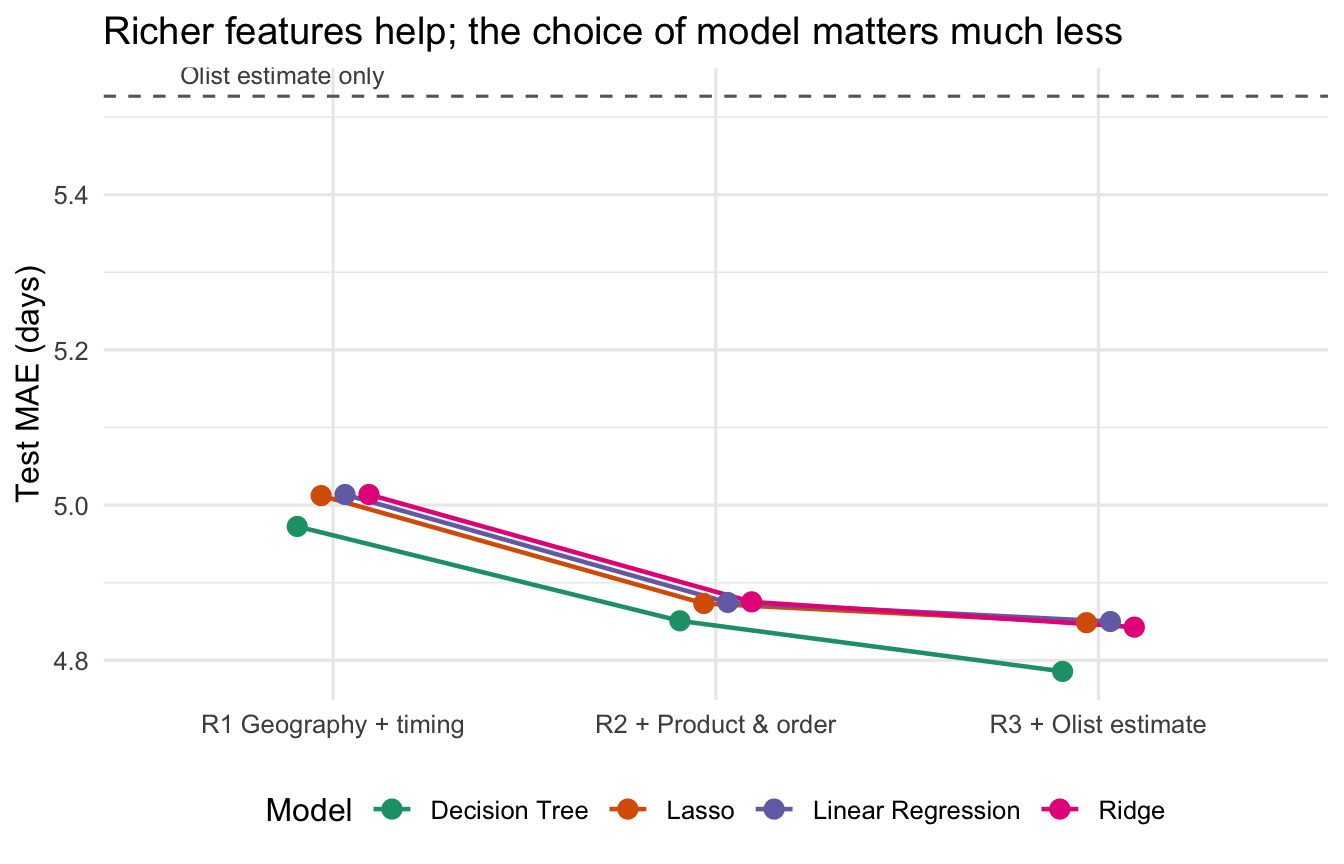 Richer features help; the choice of model matters much less
Olist estimate only
5.4
5.2
5.0
4.8
Test MAE (days)
R1 Geography + timing
R2 + Product & order
R3 + Olist estimate
Model
Decision Tree
Lasso
Linear Regression
Ridge